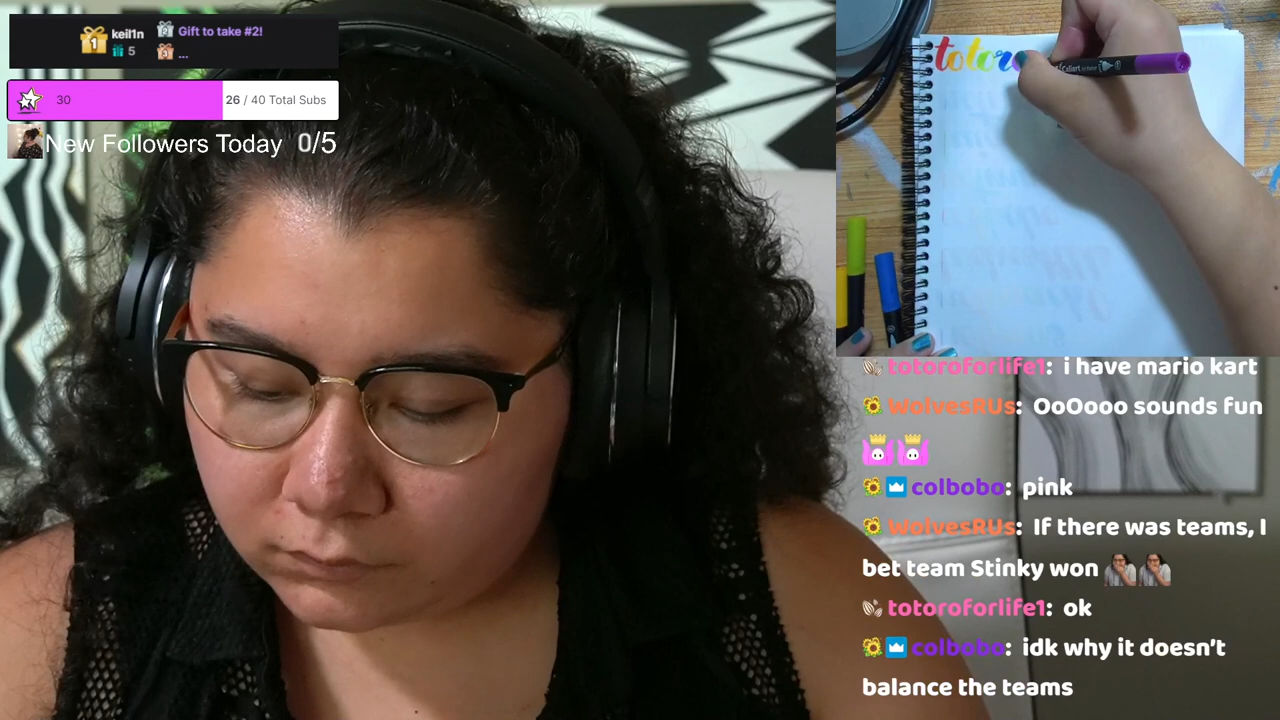 keil1n
5
Gift to take #2!
...
30
26 / 40 Total Subs
New Followers Today 0/5
totoro
totoroforlife1: i have mario kart
WolvesRUs: OoOooo sounds fun
colbobo: pink
WolvesRUs: If there was teams, I
bet team Stinky won
totoroforlife1: ok
colbobo: idk why it doesn't
balance the teams